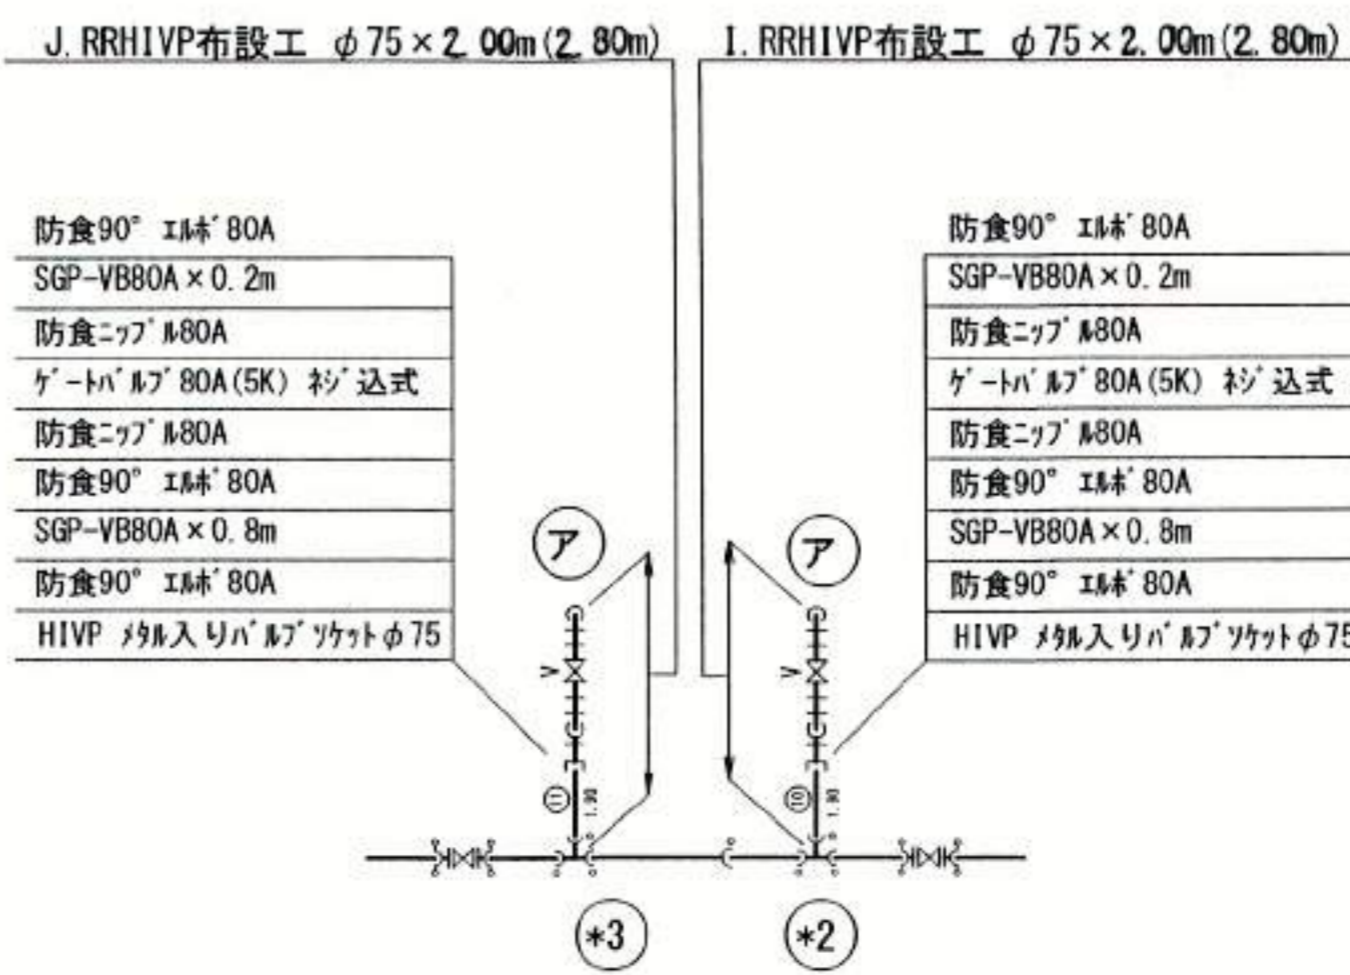 J. RRHIVP布設工 φ75×2.00m(2.80m)
I. RRHIVP布設工 φ75×2.00m(2.80m)
防食90° ｴﾙﾎﾞ80A
SGP-VB80A×0.2m
防食ﾆｯﾌﾟﾙ80A
ｹﾞｰﾄﾊﾞﾙﾌﾞ80A(5K) ﾈｼﾞ込式
防食ﾆｯﾌﾟﾙ80A
防食90° ｴﾙﾎﾞ80A
SGP-VB80A×0.8m
防食90° ｴﾙﾎﾞ80A
HIVP ﾒﾀﾙ入りﾊﾞﾙﾌﾞｿｹｯﾄφ75
防食90° ｴﾙﾎﾞ80A
SGP-VB80A×0.2m
防食ﾆｯﾌﾟﾙ80A
ｹﾞｰﾄﾊﾞﾙﾌﾞ80A(5K) ﾈｼﾞ込式
防食ﾆｯﾌﾟﾙ80A
防食90° ｴﾙﾎﾞ80A
SGP-VB80A×0.8m
防食90° ｴﾙﾎﾞ80A
HIVP ﾒﾀﾙ入りﾊﾞﾙﾌﾞｿｹｯﾄφ75
ア
ア
V
V
⑪
1.90
⑩
1.90
*3
*2